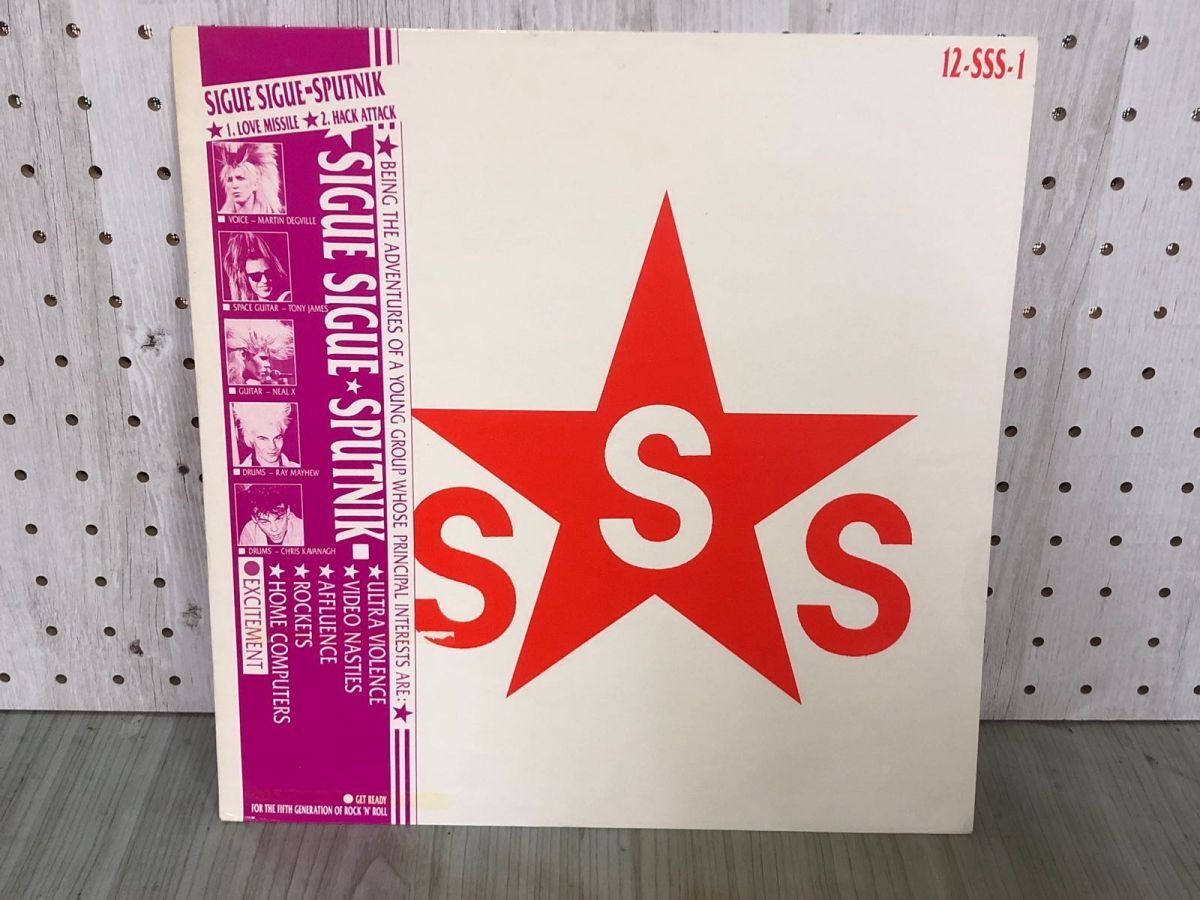 SIGUE SIGUE-SPUTNIK
★ 1. LOVE MISSILE ★ 2. HACK ATTACK
VOICE – MARTIN DEGVILLE
SPACE GUITAR – TONY JAMES
GUITAR – NEAL X
DRUMS – RAY MAYHEW
DRUMS – CHRIS KAVANAGH
★ SIGUE SIGUE ★ SPUTNIK
★ BEING THE ADVENTURES OF A YOUNG GROUP WHOSE PRINCIPAL INTERESTS ARE: ★
★ ULTRA VIOLENCE
★ VIDEO NASTIES
★ AFFLUENCE
★ ROCKETS
★ HOME COMPUTERS
● EXCITEMENT
● GET READY
FOR THE FIFTH GENERATION OF ROCK 'N' ROLL
12-SSS-1
S S S